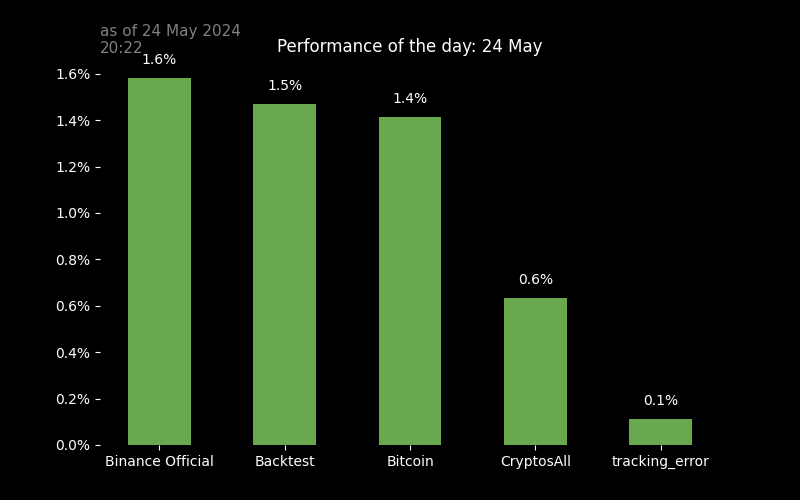 as of 24 May 2024
20:22
Performance of the day: 24 May
1.6%
1.4%
1.2%
1.0%
0.8%
0.6%
0.4%
0.2%
0.0%
1.6%
1.5%
1.4%
0.6%
0.1%
Binance Official
Backtest
Bitcoin
CryptosAll
tracking_error